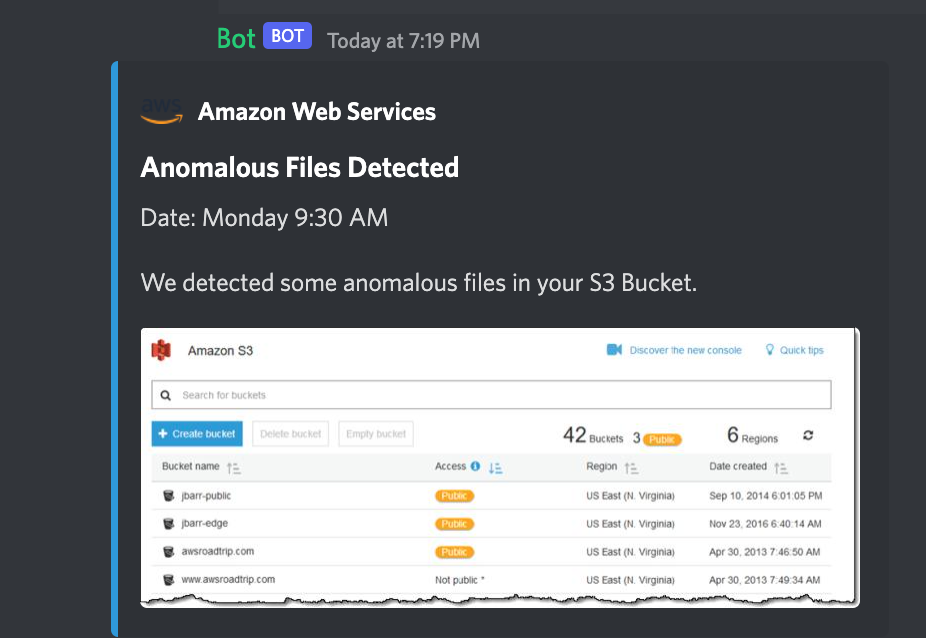 Bot BOT Today at 7:19 PM
aws Amazon Web Services
Anomalous Files Detected
Date: Monday 9:30 AM
We detected some anomalous files in your S3 Bucket.
Amazon S3 Discover the new console Quick tips
Search for buckets
+ Create bucket Delete bucket Empty bucket 42 Buckets 3 Public 6 Regions
Bucket name Access Region Date created
jbarr-public Public US East (N. Virginia) Sep 10, 2014 6:01:05 PM
jbarr-edge Public US East (N. Virginia) Nov 23, 2016 6:40:14 AM
awsroadtrip.com Public US East (N. Virginia) Apr 30, 2013 7:46:50 AM
www.awsroadtrip.com Not public * US East (N. Virginia) Apr 30, 2013 7:49:34 AM